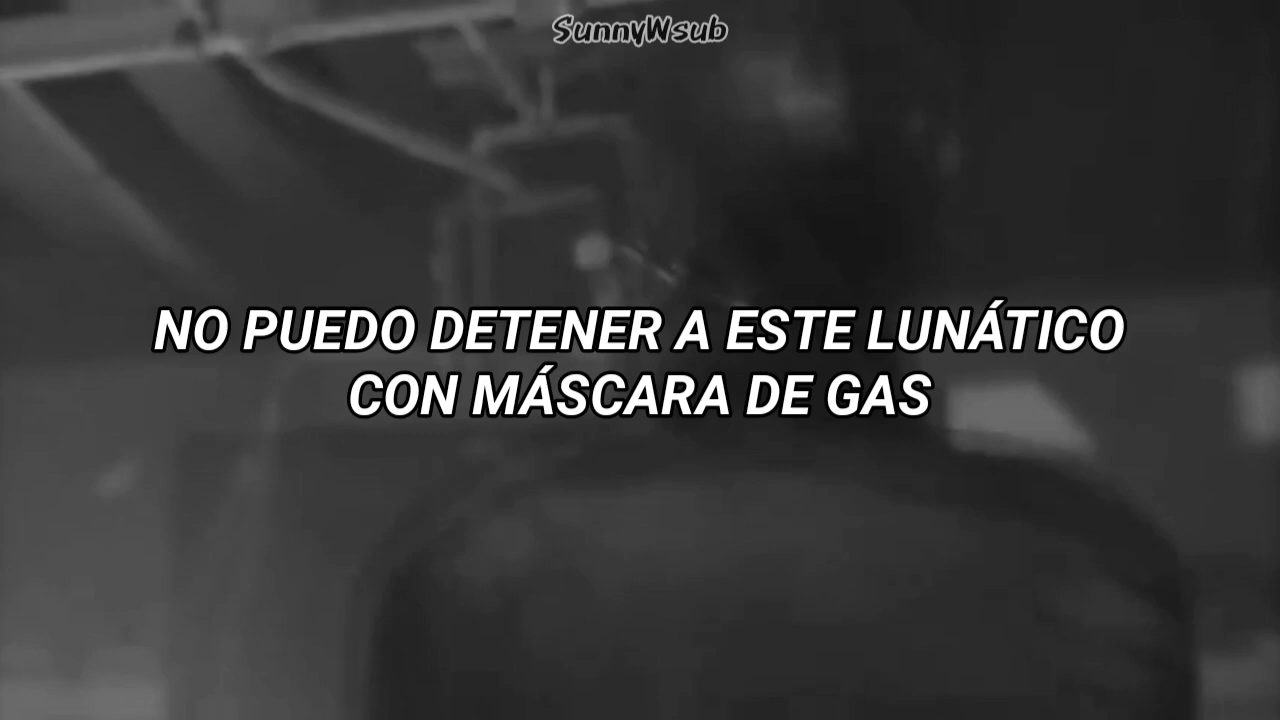 SunnyWsub
NO PUEDO DETENER A ESTE LUNÁTICO
CON MÁSCARA DE GAS